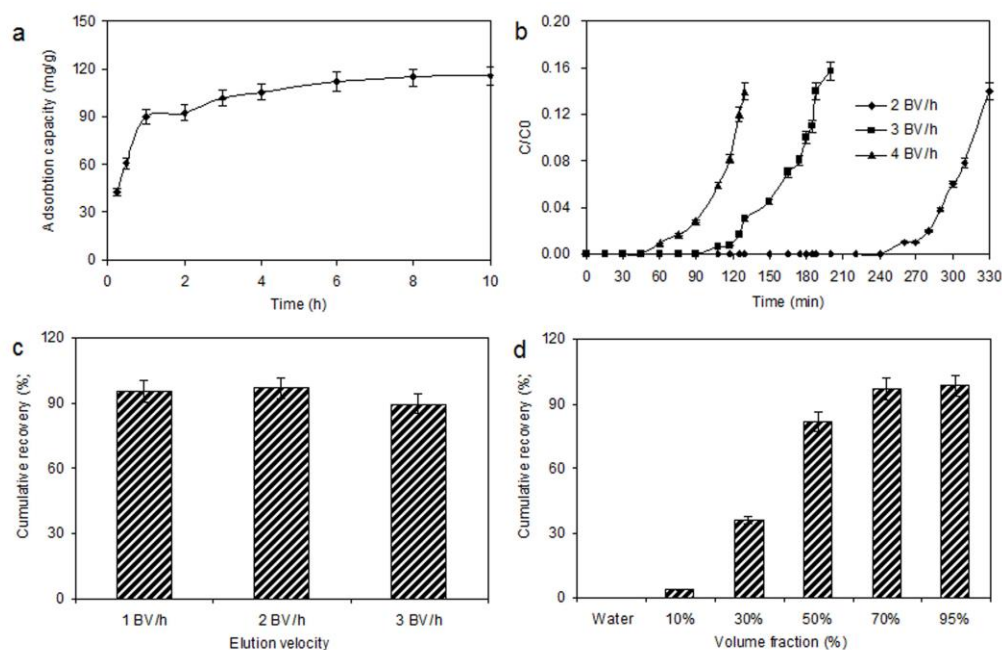 a
Adsorbtion capacity (mg/g)
150
120
90
60
30
0
0 2 4 6 8 10
Time (h)
b
C/C0
0.20
0.16
0.12
0.08
0.04
0.00
2 BV/h
3 BV/h
4 BV/h
0 30 60 90 120 150 180 210 240 270 300 330
Time (min)
c
Cumulative recovery (%)
120
90
60
30
0
1 BV/h 2 BV/h 3 BV/h
Elution velocity
d
Cumulative recovery (%)
120
90
60
30
0
Water 10% 30% 50% 70% 95%
Volume fraction (%)